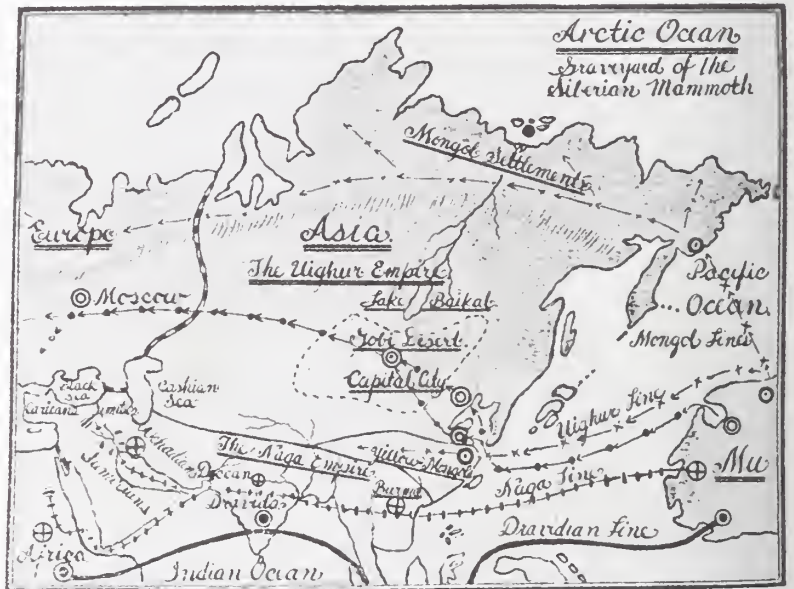 Arctic Ocean
Graveyard of the
Siberian Mammoth
Mongol Settlements
Europe
Asia
The Uighur Empire
Lake Baikal
Pacific
Ocean
Mongol Lines
Moscow
Gobi Desert
Capital City
Black
Sea
Caspian
Sea
Uighur Line
The Naga Empire
Yellow Mongols
Mu
Naga Line
Deccan
Burma
Dravids
Dravidian Line
Africa
Indian Ocean